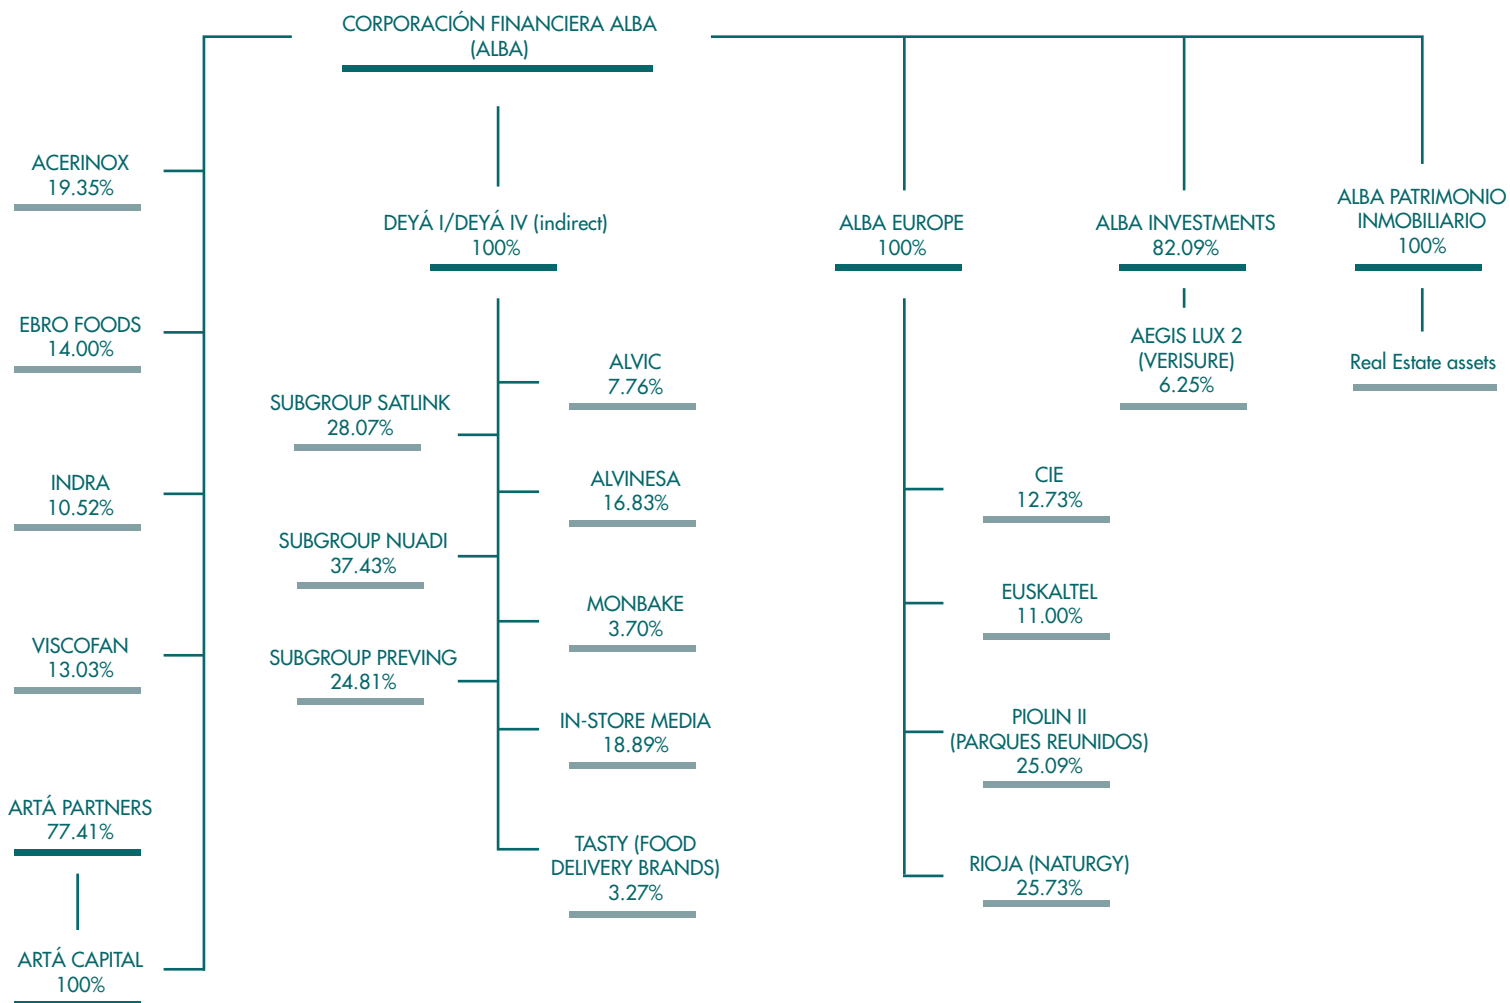 CORPORACIÓN FINANCIERA ALBA
(ALBA)
ACERINOX
19.35%
EBRO FOODS
14.00%
INDRA
10.52%
VISCOFAN
13.03%
ARTÁ PARTNERS
77.41%
ARTÁ CAPITAL
100%
DEYÁ I/DEYÁ IV (indirect)
100%
SUBGROUP SATLINK
28.07%
SUBGROUP NUADI
37.43%
SUBGROUP PREVING
24.81%
ALVIC
7.76%
ALVINESA
16.83%
MONBAKE
3.70%
IN-STORE MEDIA
18.89%
TASTY (FOOD
DELIVERY BRANDS)
3.27%
ALBA EUROPE
100%
CIE
12.73%
EUSKALTEL
11.00%
PIOLIN II
(PARQUES REUNIDOS)
25.09%
RIOJA (NATURGY)
25.73%
ALBA INVESTMENTS
82.09%
AEGIS LUX 2
(VERISURE)
6.25%
ALBA PATRIMONIO
INMOBILIARIO
100%
Real Estate assets